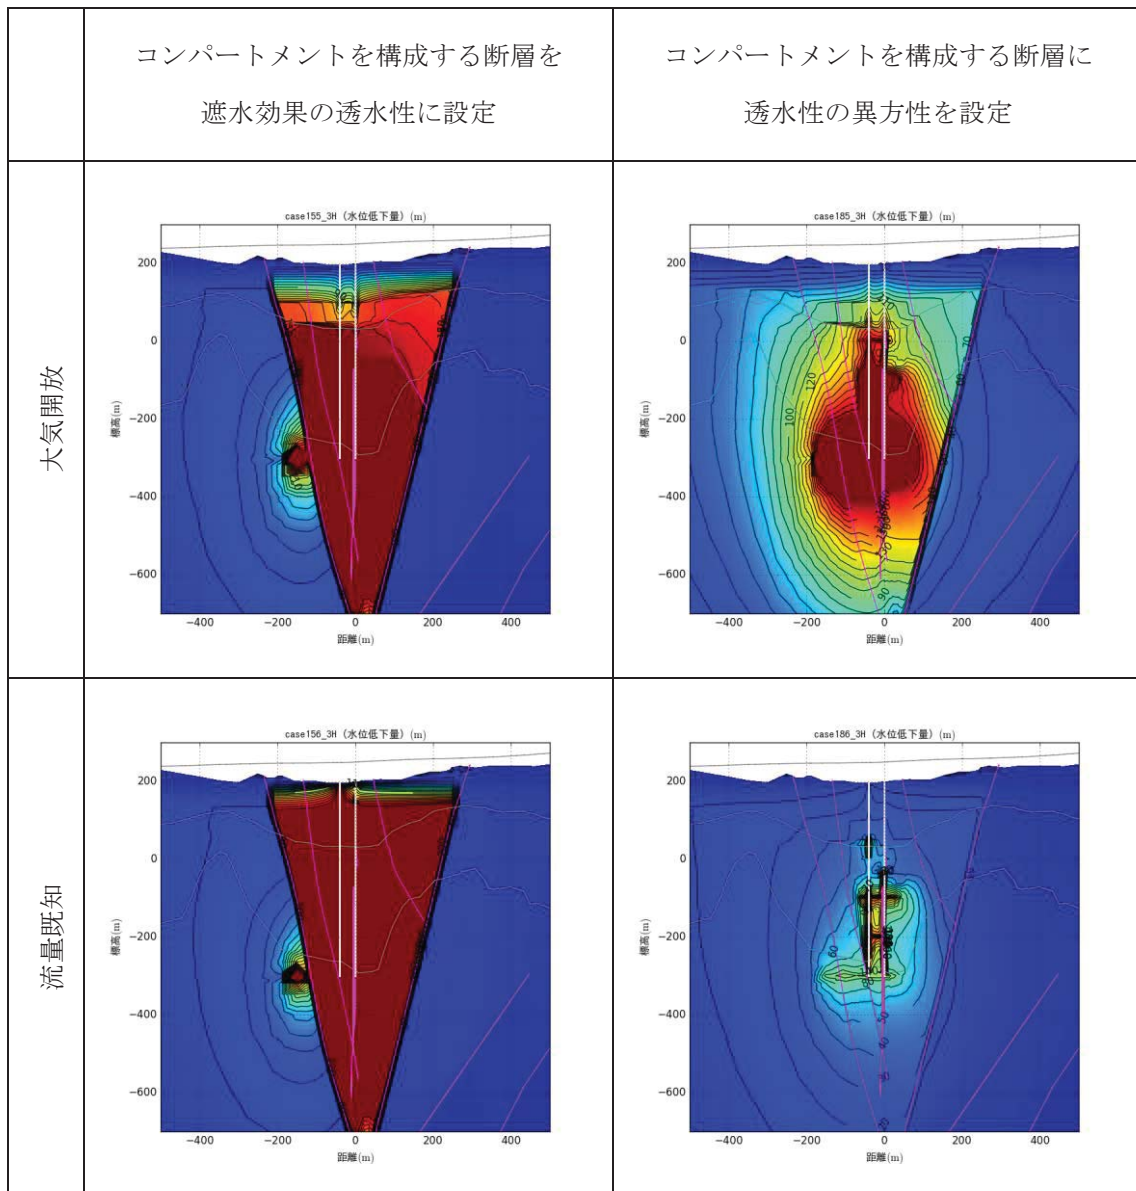 コンパートメントを構成する断層を
遮水効果の透水性に設定
コンパートメントを構成する断層に
透水性の異方性を設定
大気開放
case155_3H (水位低下量)(m)
200
0
−200
−400
−600
標高(m)
−400 −200 0 200 400
距離(m)
case185_3H (水位低下量)(m)
200
0
−200
−400
−600
標高(m)
120
100
110
70
60
90
−400 −200 0 200 400
距離(m)
流量既知
case156_3H (水位低下量)(m)
200
0
−200
−400
−600
標高(m)
−400 −200 0 200 400
距離(m)
case186_3H (水位低下量)(m)
200
0
−200
−400
−600
標高(m)
60
−400 −200 0 200 400
距離(m)